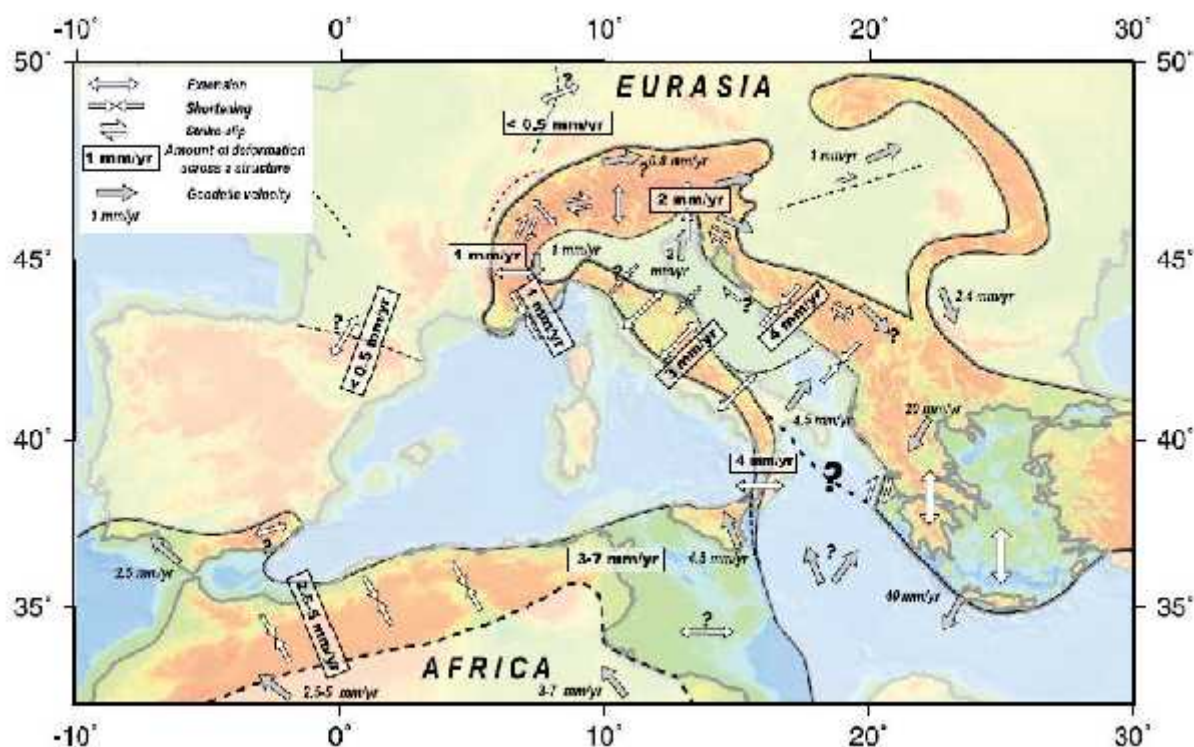 -10° 0° 10° 20° 30°
50° 50°
EURASIA
Extension
Shortening
Strike-slip
1 mm/yr Amount of deformation
across a structure
Geodetic velocity
1 mm/yr
?
< 0.5 mm/yr
? 0.8 mm/yr
1 mm/yr
2 mm/yr
45° 45°
1 mm/yr
1 mm/yr
2
mm/yr
?
?
1 mm/yr
2.4 mm/yr
?
< 0.5 mm/yr
4 mm/yr
?
3 mm/yr
40° 40°
4.5 mm/yr
20 mm/yr
4 mm/yr
?
?
2.5 mm/yr
3-7 mm/yr
4.8 mm/yr
?
40 mm/yr
35° 35°
2.5-5 mm/yr
?
AFRICA
2.5-5 mm/yr
3-7 mm/yr
-10° 0° 10° 20° 30°